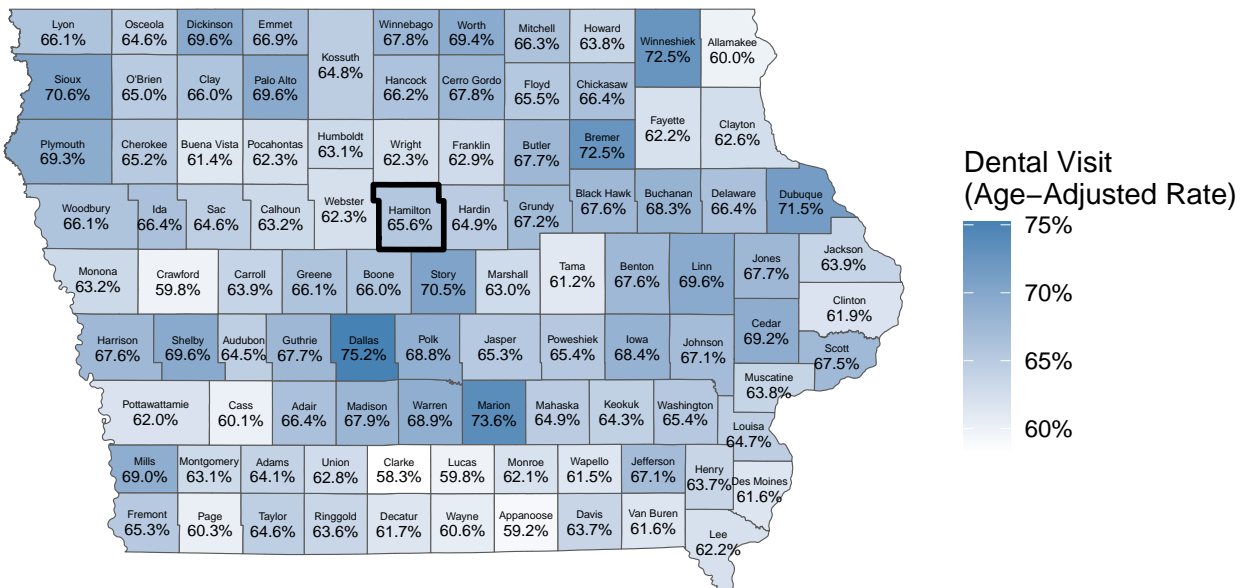 Lyon
66.1%
Osceola
64.6%
Dickinson
69.6%
Emmet
66.9%
Kossuth
64.8%
Winnebago
67.8%
Worth
69.4%
Mitchell
66.3%
Howard
63.8%
Winneshiek
72.5%
Allamakee
60.0%
Sioux
70.6%
O'Brien
65.0%
Clay
66.0%
Palo Alto
69.6%
Hancock
66.2%
Cerro Gordo
67.8%
Floyd
65.5%
Chickasaw
66.4%
Fayette
62.2%
Clayton
62.6%
Plymouth
69.3%
Cherokee
65.2%
Buena Vista
61.4%
Pocahontas
62.3%
Humboldt
63.1%
Wright
62.3%
Franklin
62.9%
Butler
67.7%
Bremer
72.5%
Woodbury
66.1%
Ida
66.4%
Sac
64.6%
Calhoun
63.2%
Webster
62.3%
Hamilton
65.6%
Hardin
64.9%
Grundy
67.2%
Black Hawk
67.6%
Buchanan
68.3%
Delaware
66.4%
Dubuque
71.5%
Monona
63.2%
Crawford
59.8%
Carroll
63.9%
Greene
66.1%
Boone
66.0%
Story
70.5%
Marshall
63.0%
Tama
61.2%
Benton
67.6%
Linn
69.6%
Jones
67.7%
Jackson
63.9%
Clinton
61.9%
Harrison
67.6%
Shelby
69.6%
Audubon
64.5%
Guthrie
67.7%
Dallas
75.2%
Polk
68.8%
Jasper
65.3%
Poweshiek
65.4%
Iowa
68.4%
Johnson
67.1%
Cedar
69.2%
Scott
67.5%
Muscatine
63.8%
Pottawattamie
62.0%
Cass
60.1%
Adair
66.4%
Madison
67.9%
Warren
68.9%
Marion
73.6%
Mahaska
64.9%
Keokuk
64.3%
Washington
65.4%
Louisa
64.7%
Mills
69.0%
Montgomery
63.1%
Adams
64.1%
Union
62.8%
Clarke
58.3%
Lucas
59.8%
Monroe
62.1%
Wapello
61.5%
Jefferson
67.1%
Henry
63.7%
Des Moines
61.6%
Fremont
65.3%
Page
60.3%
Taylor
64.6%
Ringgold
63.6%
Decatur
61.7%
Wayne
60.6%
Appanoose
59.2%
Davis
63.7%
Van Buren
61.6%
Lee
62.2%
Dental Visit
(Age−Adjusted Rate)
75%
70%
65%
60%